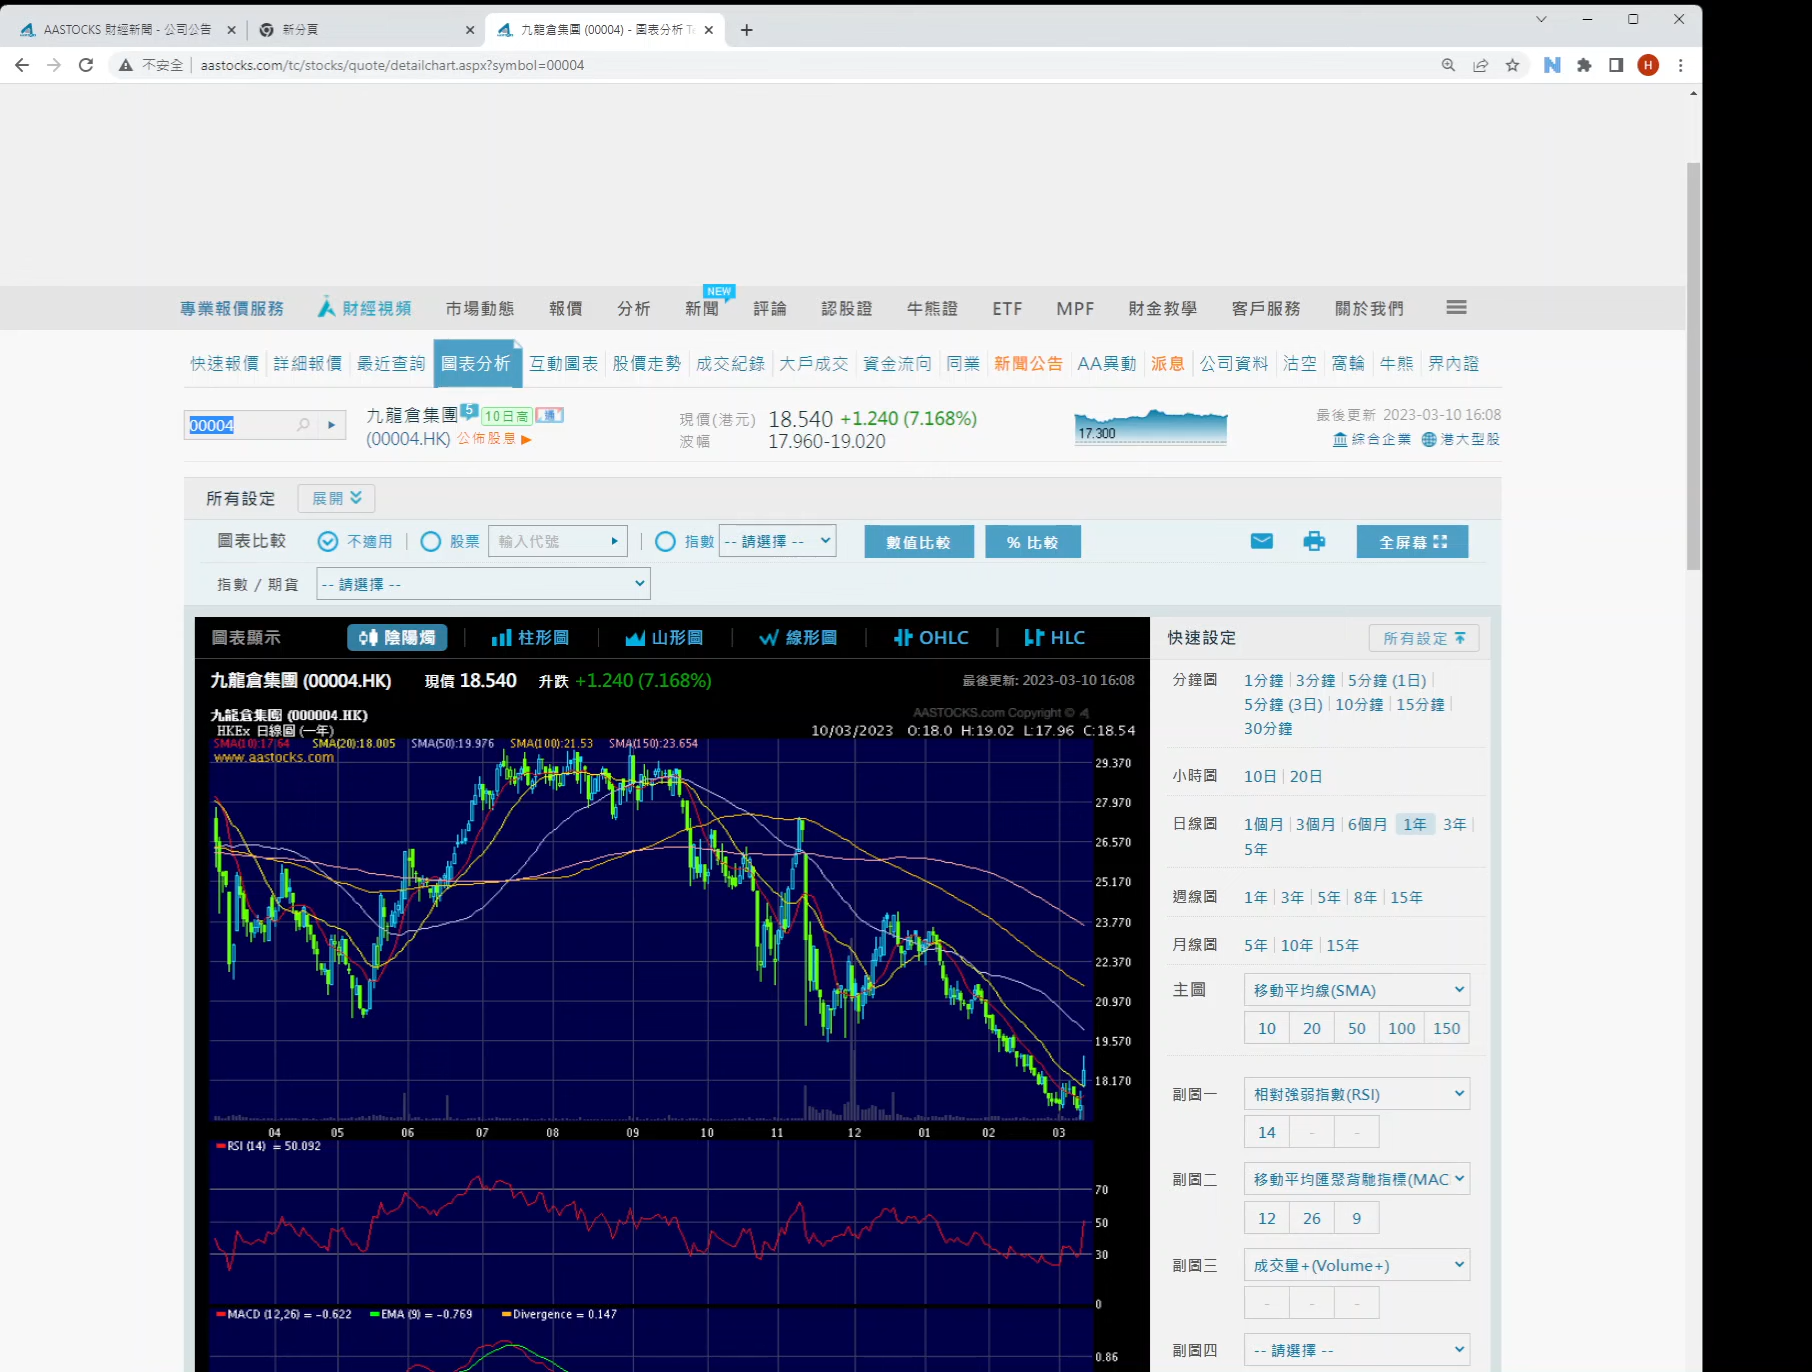 AASTOCKS 財經新聞 - 公司公告
新分頁
九龍倉集團 (00004) - 圖表分析
不安全
aastocks.com/tc/stocks/quote/detailchart.aspx?symbol=00004
N
H
NEW
專業報價服務 財經視頻 市場動態 報價 分析 新聞 評論 認股證 牛熊證 ETF MPF 財金教學 客戶服務 關於我們
快速報價 詳細報價 最近查詢 圖表分析 互動圖表 股價走勢 成交紀錄 大戶成交 資金流向 同業 新聞公告 AA異動 派息 公司資料 沽空 窩輪 牛熊 界內證
00004
九龍倉集團 5 10日高 通
(00004.HK) 公佈股息
現價(港元) 18.540 +1.240 (7.168%)
波幅 17.960-19.020
17.300
最後更新 2023-03-10 16:08
綜合企業 港大型股
所有設定 展開
圖表比較 不適用 股票 輸入代號 指數 -- 請選擇 -- 數值比較 % 比較 全屏幕
指數 / 期貨 -- 請選擇 --
圖表顯示 陰陽燭 柱形圖 山形圖 線形圖 OHLC HLC
九龍倉集團 (00004.HK) 現價 18.540 升跌 +1.240 (7.168%) 最後更新: 2023-03-10 16:08
九龍倉集團 (000004.HK) AASTOCKS.com Copyright ©
HKEx 日線圖 (一年) 10/03/2023 O:18.0 H:19.02 L:17.96 C:18.54
SMA(10):17.64 SMA(20):18.005 SMA(50):19.976 SMA(100):21.53 SMA(150):23.654
www.aastocks.com
29.370
27.970
26.570
25.170
23.770
22.370
20.970
19.570
18.170
04 05 06 07 08 09 10 11 12 01 02 03
RSI (14) = 50.092
70
50
30
0
MACD (12,26) = -0.622 EMA (9) = -0.769 Divergence = 0.147
0.86
快速設定 所有設定
分鐘圖 1分鐘 3分鐘 5分鐘 (1日)
5分鐘 (3日) 10分鐘 15分鐘
30分鐘
小時圖 10日 20日
日線圖 1個月 3個月 6個月 1年 3年
5年
週線圖 1年 3年 5年 8年 15年
月線圖 5年 10年 15年
主圖 移動平均線(SMA)
10 20 50 100 150
副圖一 相對強弱指數(RSI)
14 - -
副圖二 移動平均匯聚背馳指標(MAC
12 26 9
副圖三 成交量+(Volume+)
- - -
副圖四 -- 請選擇 --